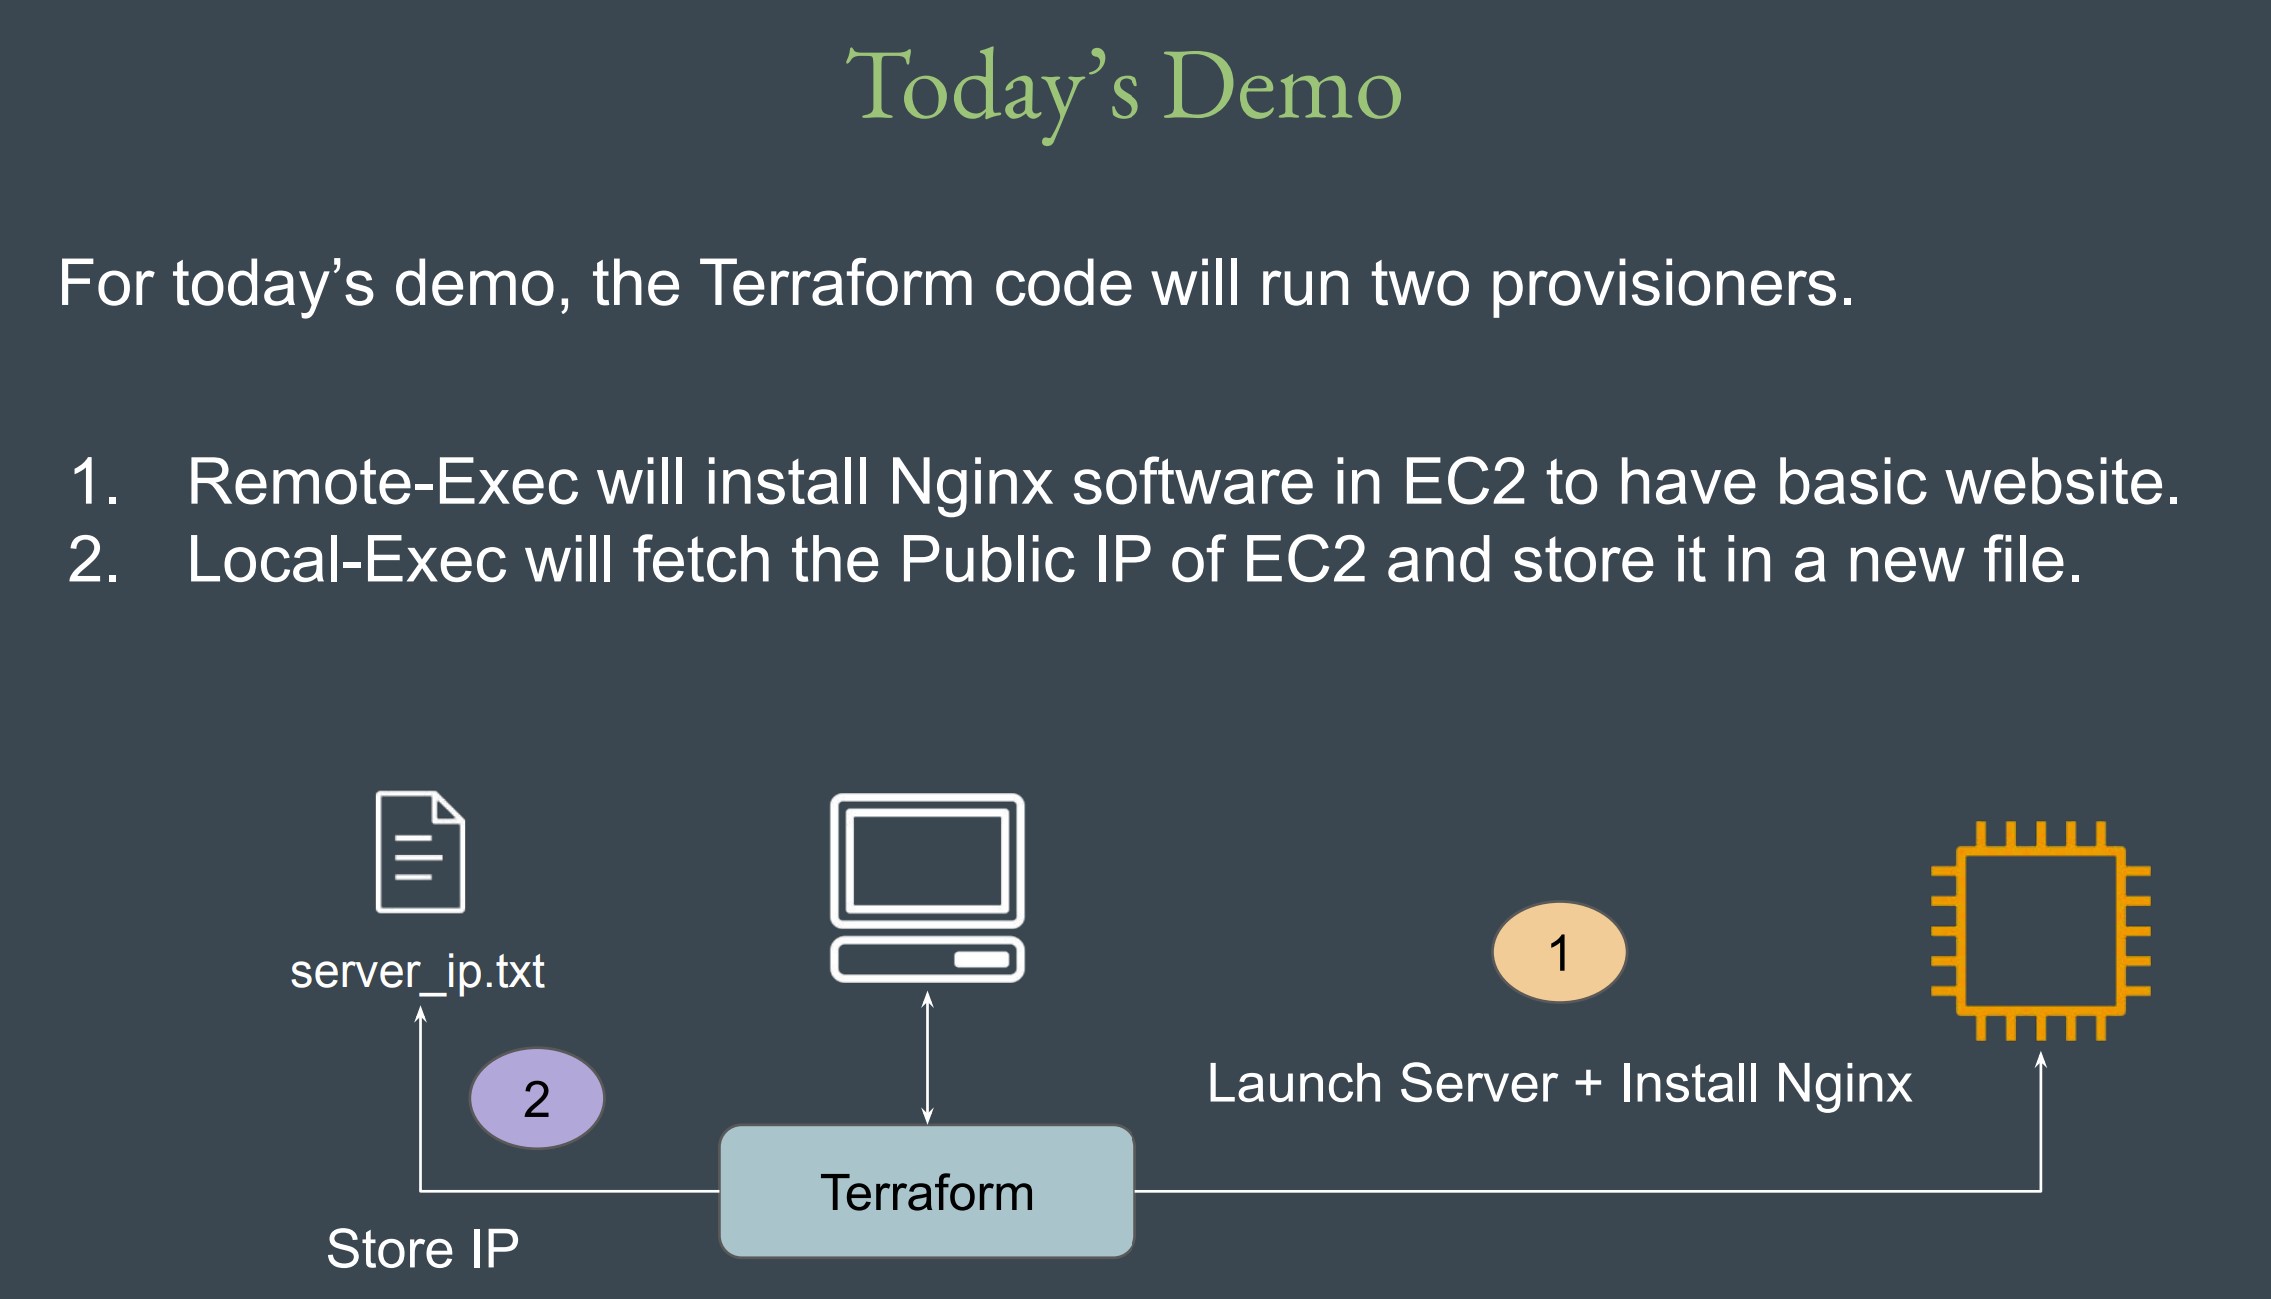 Today’s Demo
For today’s demo, the Terraform code will run two provisioners.
1. Remote-Exec will install Nginx software in EC2 to have basic website.
2. Local-Exec will fetch the Public IP of EC2 and store it in a new file.
server_ip.txt
1
2
Launch Server + Install Nginx
Terraform
Store IP